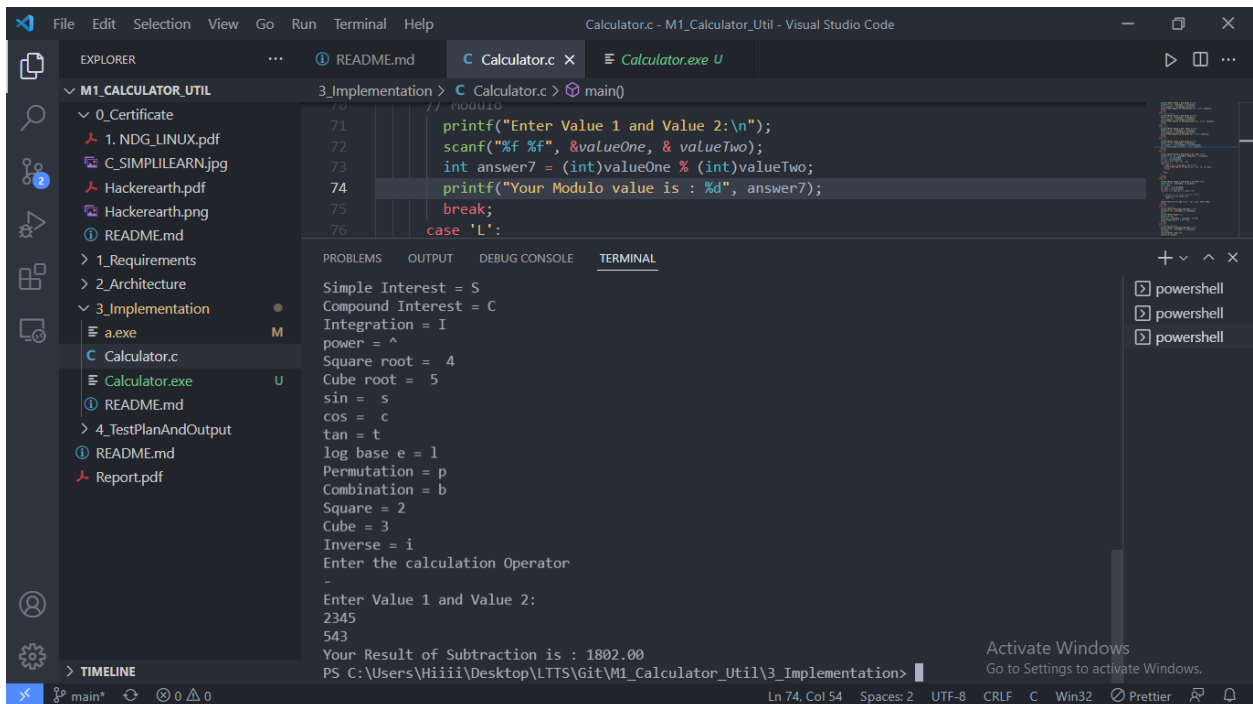 File Edit Selection View Go Run Terminal Help
Calculator.c - M1_Calculator_Util - Visual Studio Code
EXPLORER
M1_CALCULATOR_UTIL
0_Certificate
1. NDG_LINUX.pdf
C_SIMPLILEARN.jpg
Hackerearth.pdf
Hackerearth.png
README.md
1_Requirements
2_Architecture
3_Implementation
a.exe M
C Calculator.c
Calculator.exe U
README.md
4_TestPlanAndOutput
README.md
Report.pdf
TIMELINE
2
README.md
C Calculator.c
Calculator.exe U
3_Implementation > C Calculator.c > main()
70 // Modulo
71 printf("Enter Value 1 and Value 2:\n");
72 scanf("%f %f", &valueOne, & valueTwo);
73 int answer7 = (int)valueOne % (int)valueTwo;
74 printf("Your Modulo value is : %d", answer7);
75 break;
76 case 'L':
PROBLEMS OUTPUT DEBUG CONSOLE TERMINAL
Simple Interest = S
Compound Interest = C
Integration = I
power = ^
Square root =  4
Cube root =  5
sin =  s
cos =  c
tan = t
log base e = l
Permutation = p
Combination = b
Square = 2
Cube = 3
Inverse = i
Enter the calculation Operator
-
Enter Value 1 and Value 2:
2345
543
Your Result of Subtraction is : 1802.00
PS C:\Users\Hiiii\Desktop\LTTS\Git\M1_Calculator_Util\3_Implementation>
powershell
powershell
powershell
Activate Windows
Go to Settings to activate Windows.
main* 0 0
Ln 74, Col 54 Spaces: 2 UTF-8 CRLF C Win32 Prettier